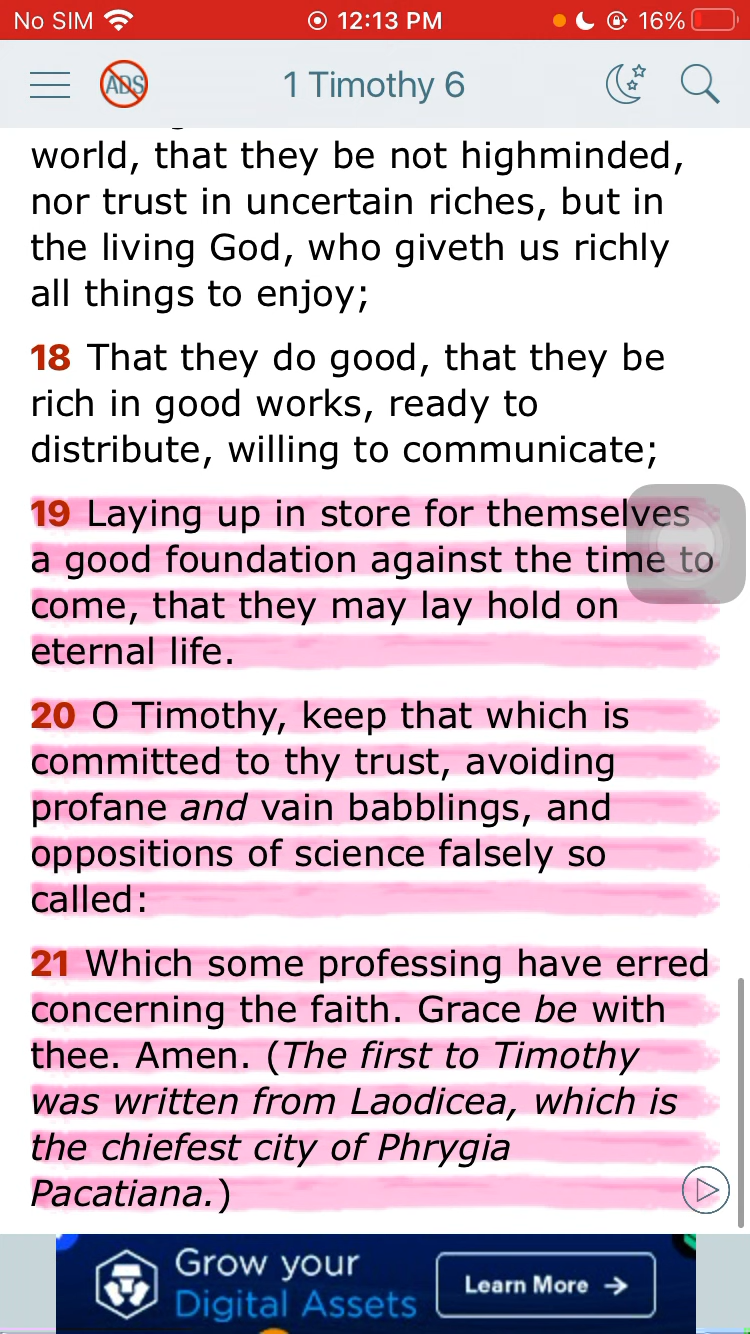 No SIM 12:13 PM 16%
ADS 1 Timothy 6
world, that they be not highminded,
nor trust in uncertain riches, but in
the living God, who giveth us richly
all things to enjoy;
18 That they do good, that they be
rich in good works, ready to
distribute, willing to communicate;
19 Laying up in store for themselves
a good foundation against the time to
come, that they may lay hold on
eternal life.
20 O Timothy, keep that which is
committed to thy trust, avoiding
profane and vain babblings, and
oppositions of science falsely so
called:
21 Which some professing have erred
concerning the faith. Grace be with
thee. Amen. (The first to Timothy
was written from Laodicea, which is
the chiefest city of Phrygia
Pacatiana.)
Grow your
Digital Assets
Learn More →